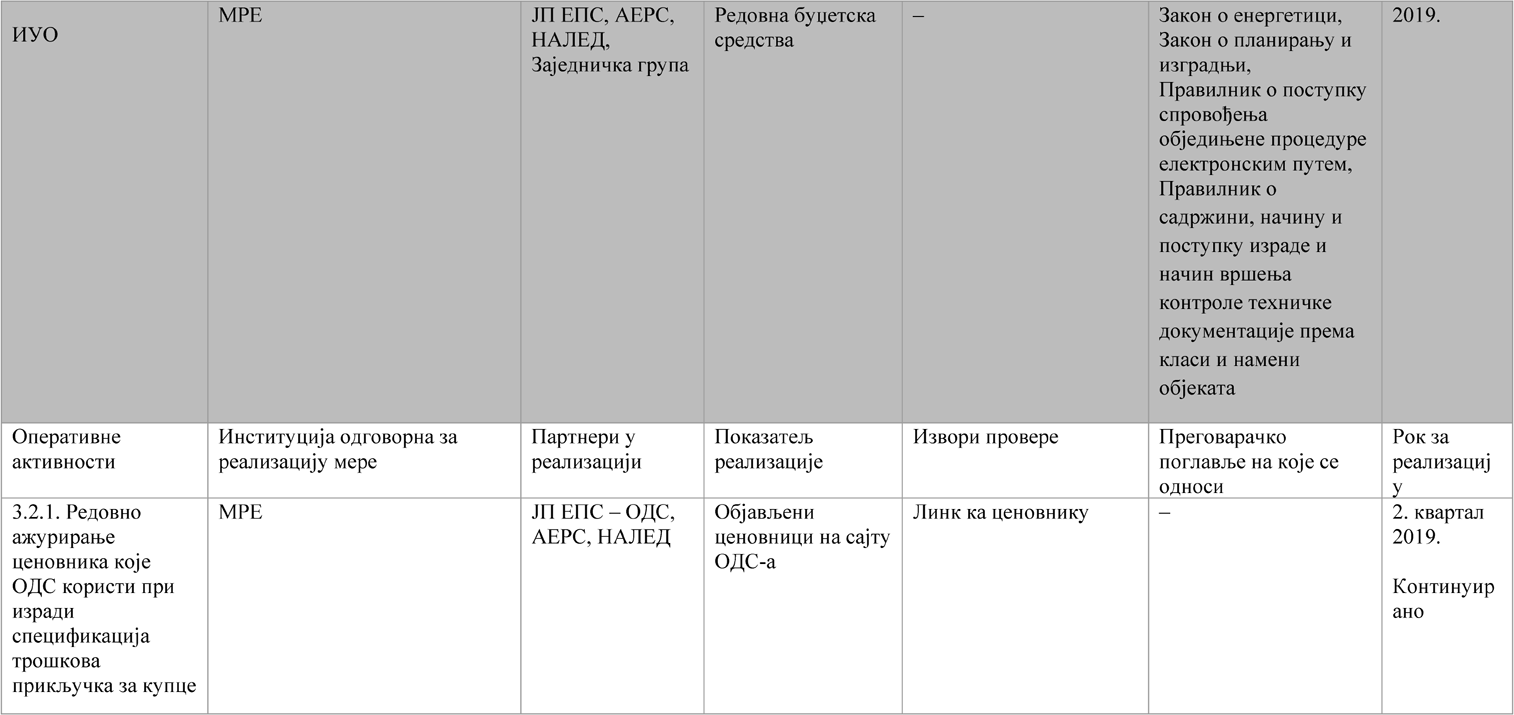 ИУО
МРЕ
ЈП ЕПС, АЕРС,
НАЛЕД,
Заједничка група
Редовна буџетска
средства
–
Закон о енергетици,
Закон о планирању и
изградњи,
Правилник о поступку
спровођења
обједињене процедуре
електронским путем,
Правилник о
садржини, начину и
поступку израде и
начин вршења
контроле техничке
документације према
класи и намени
објеката
2019.
Оперативне
активности
Институција одговорна за
реализацију мере
Партнери у
реализацији
Показатељ
реализације
Извори провере
Преговарачко
поглавље на које се
односи
Рок за
реализациј
у
3.2.1. Редовно
ажурирање
ценовника које
ОДС користи при
изради
спецификација
трошкова
прикључка за купце
МРЕ
ЈП ЕПС – ОДС,
АЕРС, НАЛЕД
Објављени
ценовници на сајту
ОДС-а
Линк ка ценовнику
–
2. квартал
2019.
Континуир
ано